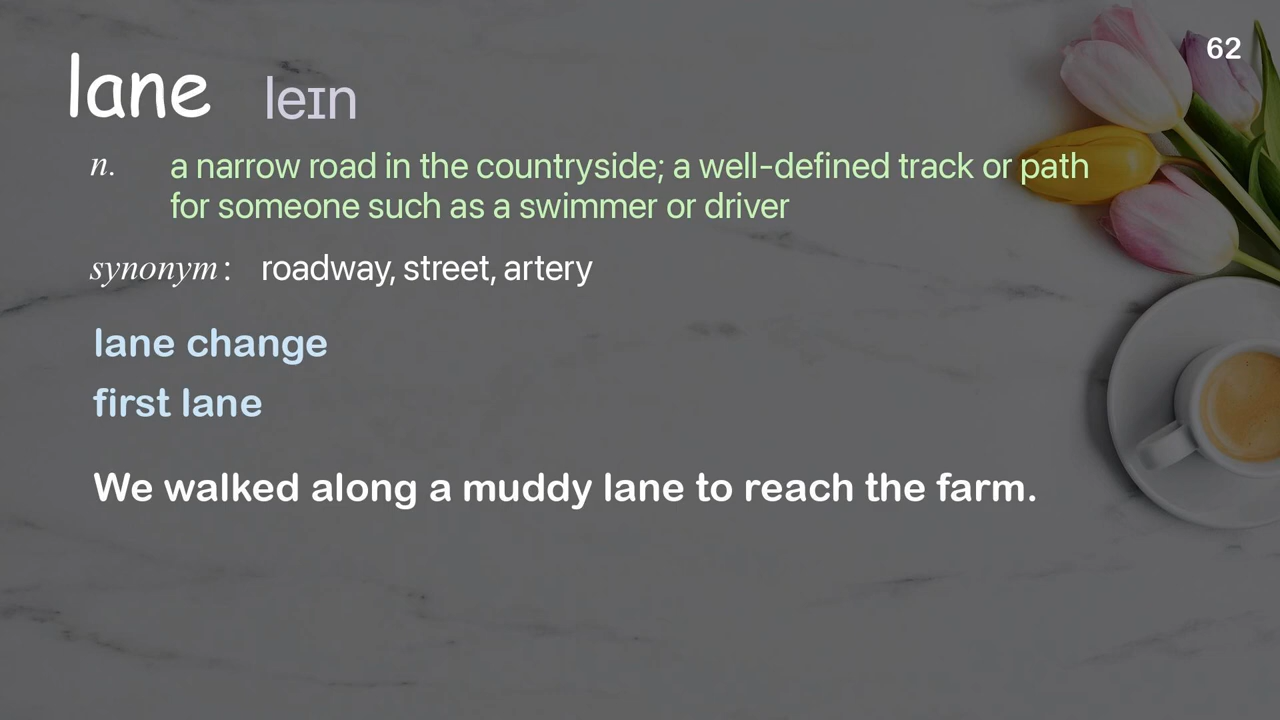 62
lane leɪn
n. a narrow road in the countryside; a well-defined track or path
for someone such as a swimmer or driver
synonym: roadway, street, artery
lane change
first lane
We walked along a muddy lane to reach the farm.